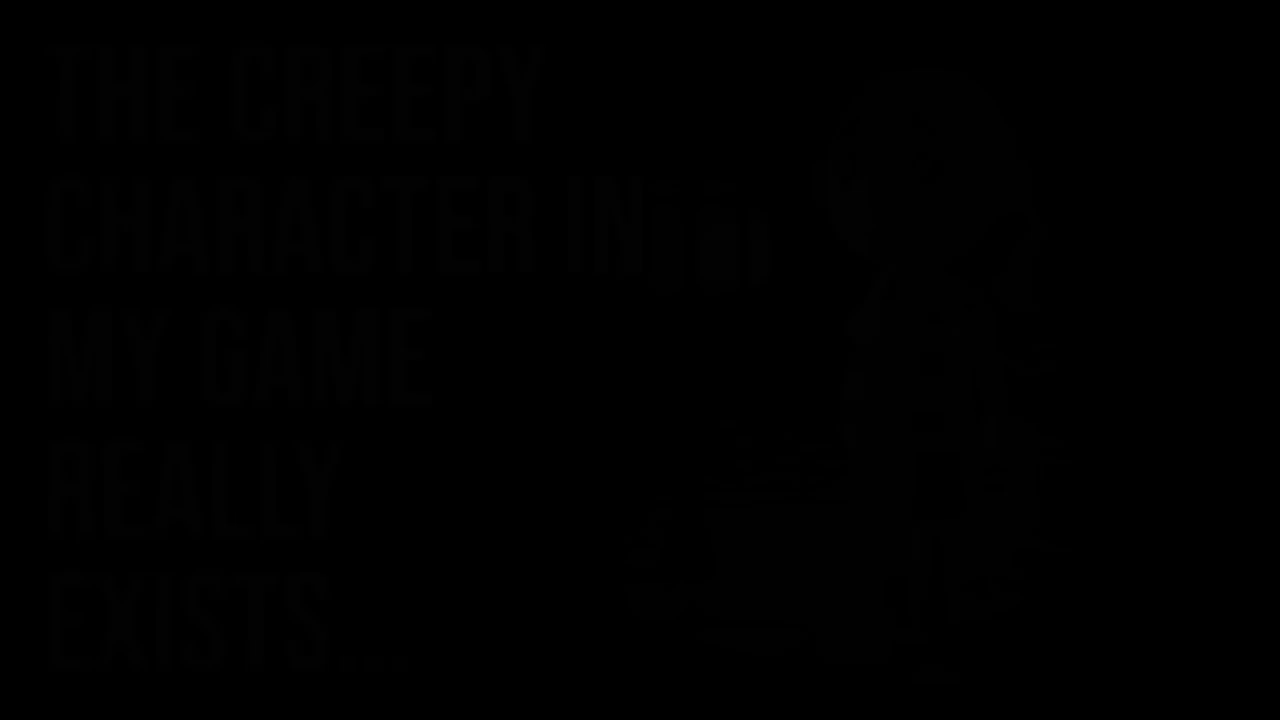 THE CREEPY
CHARACTER IN
MY GAME
REALLY
EXISTS...